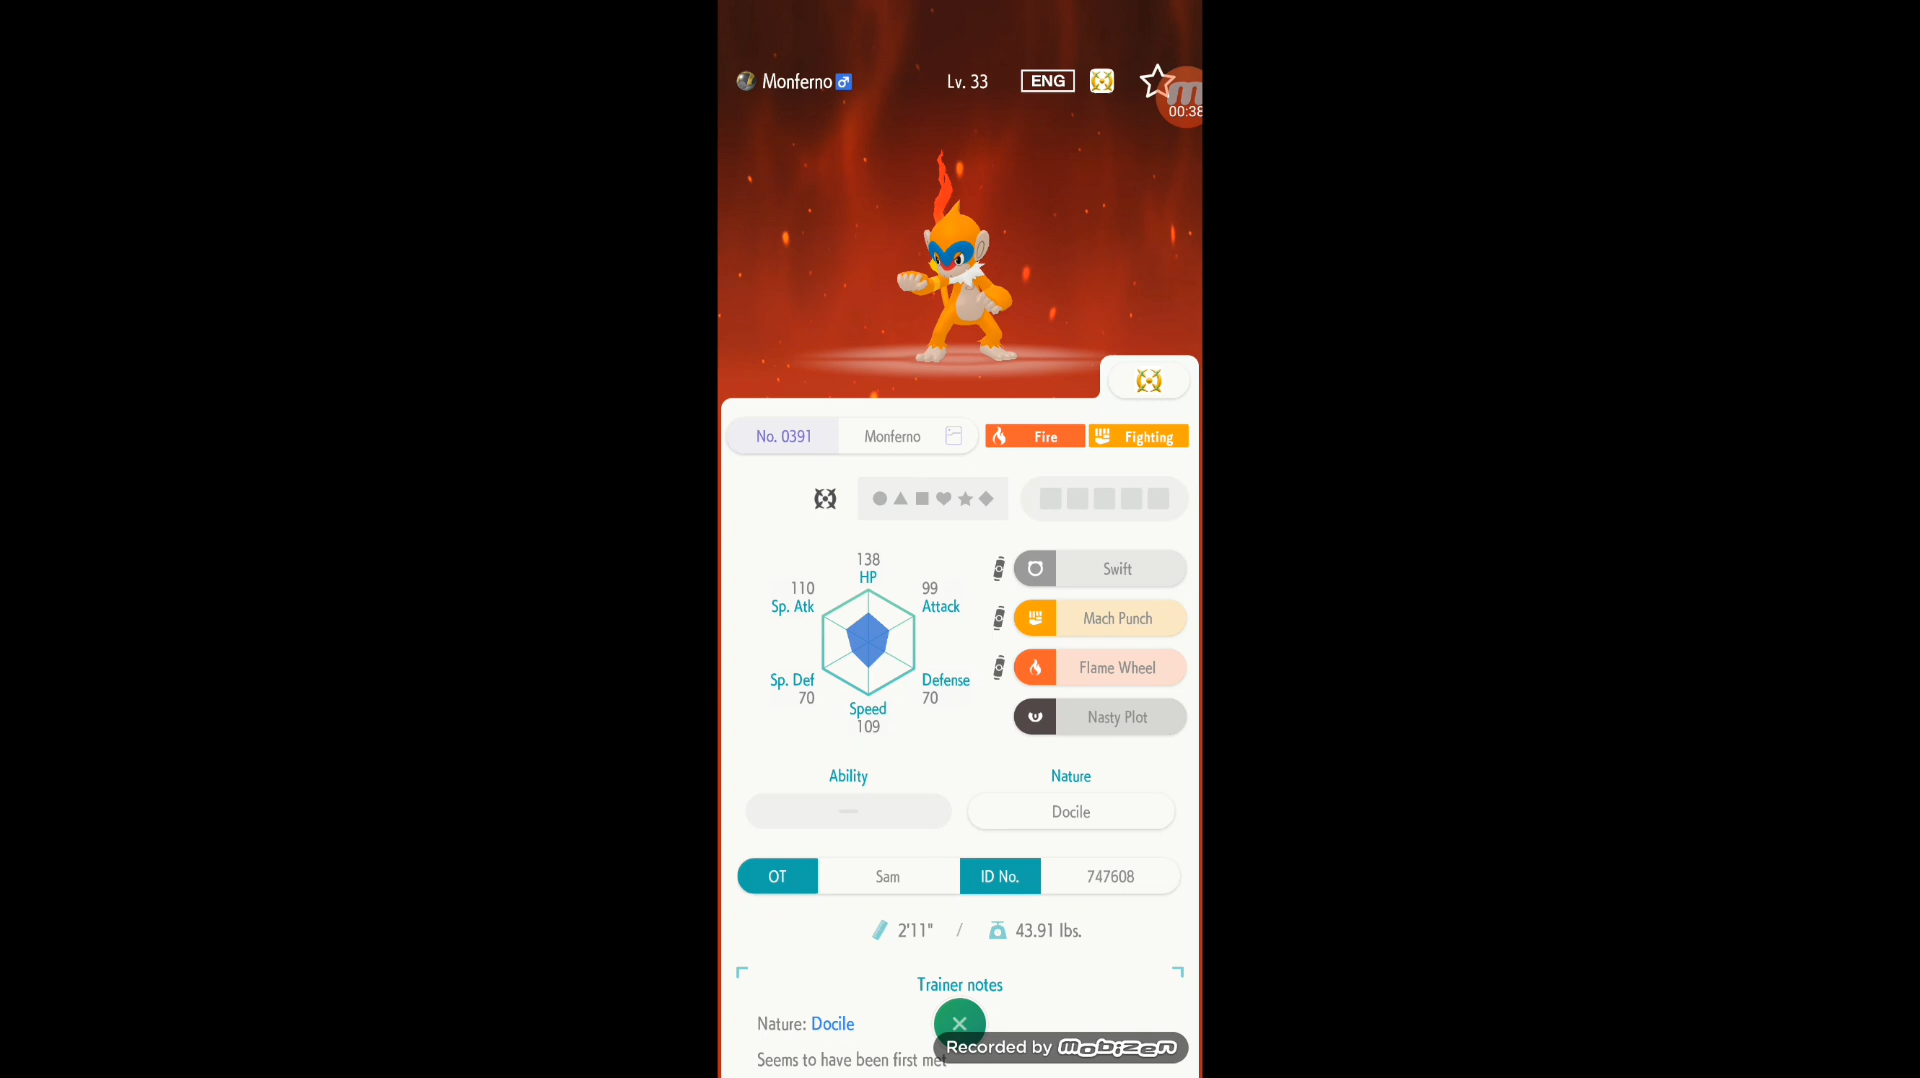 Monferno♂ Lv. 33 ENG
00:38
No. 0391 Monferno Fire Fighting
138
HP
110 99
Sp. Atk Attack
Sp. Def Defense
70 70
Speed
109
Swift
Mach Punch
Flame Wheel
Nasty Plot
Ability Nature
— Docile
OT Sam ID No. 747608
2'11" / 43.91 lbs.
Trainer notes
Nature: Docile
Seems to have been first met
Recorded by mobizen